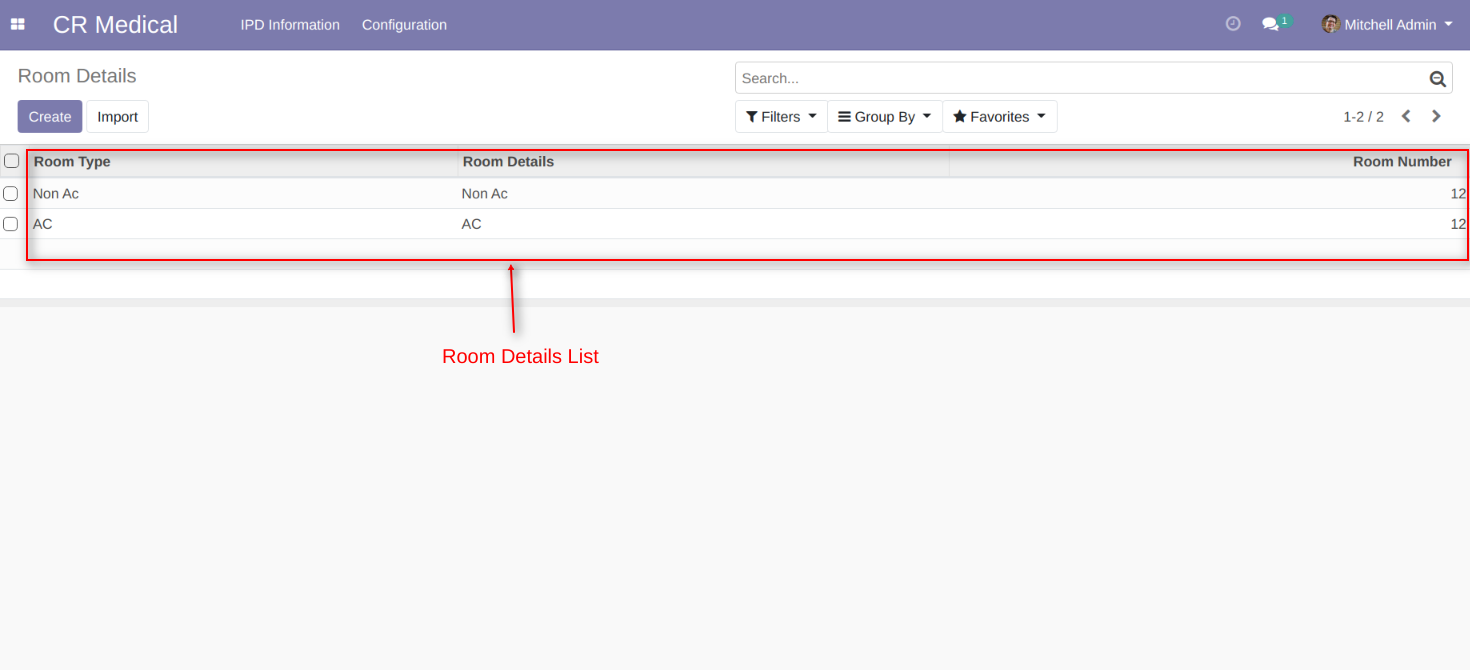 CR Medical IPD Information Configuration 1 Mitchell Admin
Room Details Search...
Create Import Filters Group By Favorites 1-2 / 2
Room Type Room Details Room Number
Non Ac Non Ac 12
AC AC 12
Room Details List